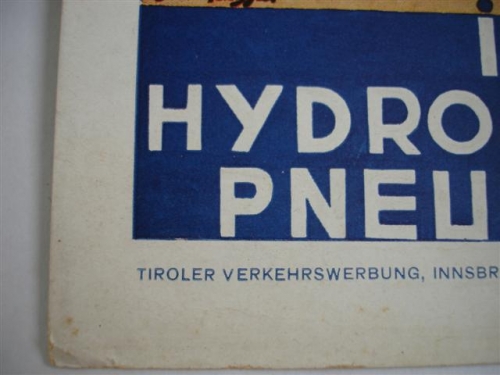 I
HYDRO
PNEU
TIROLER VERKEHRSWERBUNG, INNSBR